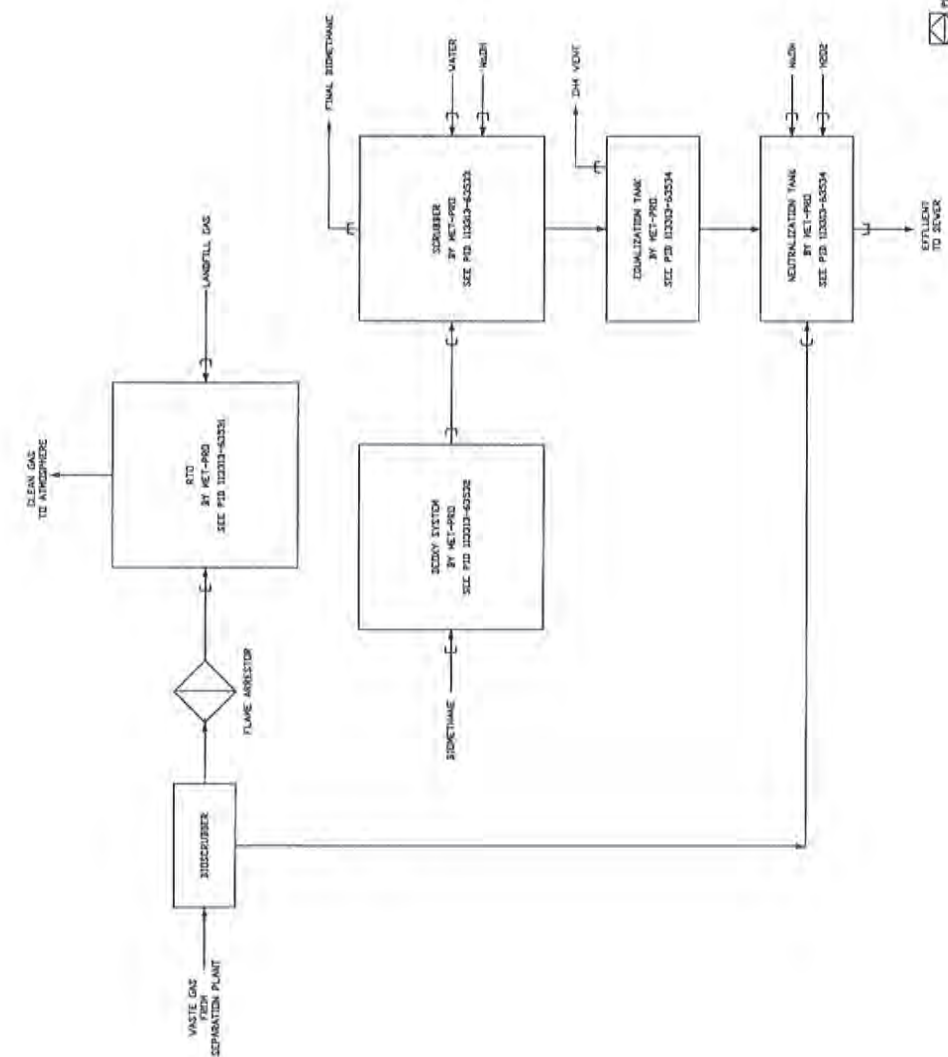 CLEAN GAS
TO ATMOSPHERE
RTO
BY MET-PRO
SEE PID 113313-63531
LANDFILL GAS
FLAME ARRESTOR
BIOSCRUBBER
WASTE GAS
FROM
SEPARATION PLANT
FINAL BIOMETHANE
SCRUBBER
BY MET-PRO
SEE PID 113313-63533
WATER
NaOH
DEOXY SYSTEM
BY MET-PRO
SEE PID 113313-63532
BIOMETHANE
CH4 VENT
EQUALIZATION TANK
BY MET-PRO
SEE PID 113313-63534
NEUTRALIZATION TANK
BY MET-PRO
SEE PID 113313-63534
NaOH
H2O2
EFFLUENT
TO SEWER